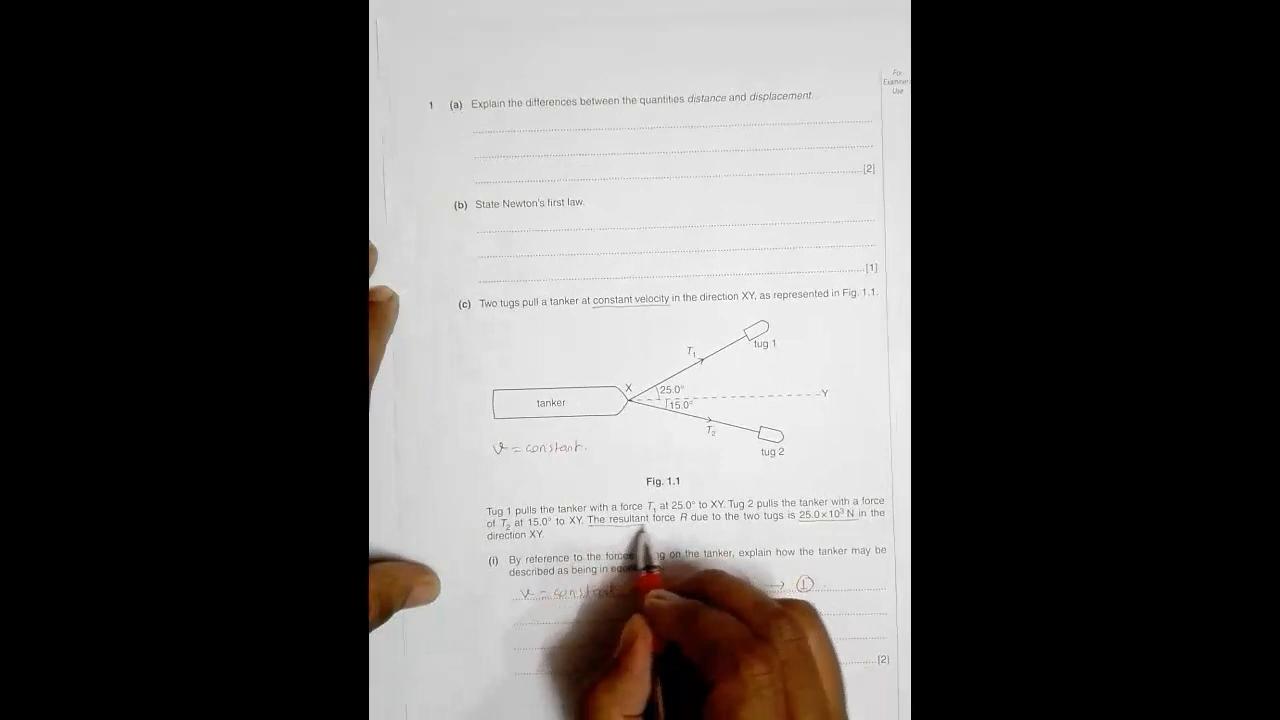 For
Examiner's
Use
1 (a) Explain the differences between the quantities distance and displacement.
[2]
(b) State Newton's first law.
[1]
(c) Two tugs pull a tanker at constant velocity in the direction XY, as represented in Fig. 1.1.
tug 1
T1
X
25.0°
Y
tanker
15.0°
T2
tug 2
v = constant.
Fig. 1.1
Tug 1 pulls the tanker with a force T1 at 25.0° to XY. Tug 2 pulls the tanker with a force
of T2 at 15.0° to XY. The resultant force R due to the two tugs is 25.0×10³ N in the
direction XY.
(i) By reference to the forces on the tanker, explain how the tanker may be
described as being in
v = constant → ①
[2]